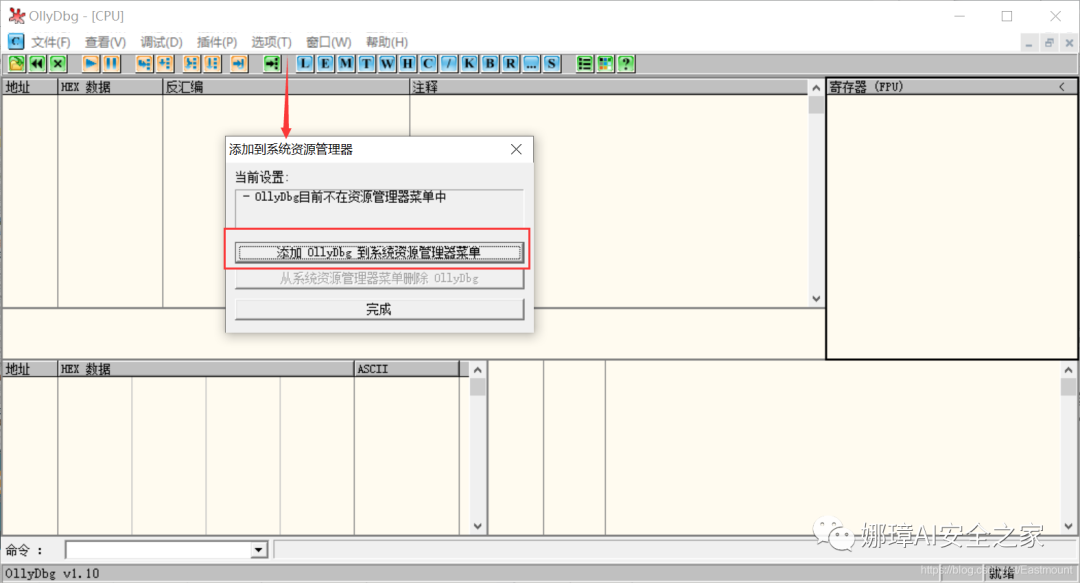 OllyDbg - [CPU]
C 文件(F) 查看(V) 调试(D) 插件(P) 选项(T) 窗口(W) 帮助(H)
L E M T W H C / K B R ... S ?
地址 HEX 数据 反汇编 注释 寄存器 (FPU) <
添加到系统资源管理器
当前设置:
- OllyDbg目前不在资源管理器菜单中
添加 OllyDbg 到系统资源管理器菜单
从系统资源管理器菜单删除 OllyDbg
完成
地址 HEX 数据 ASCII
命令 :
娜璋AI安全之家
OllyDbg v1.10 就绪